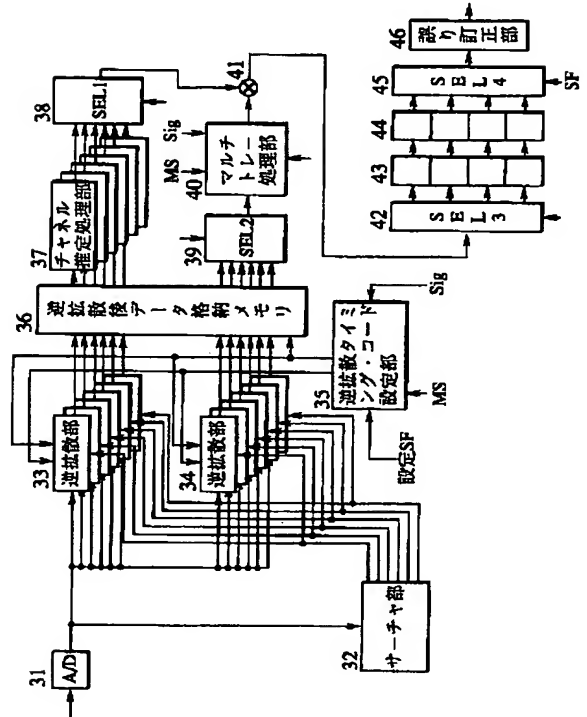 31
A/D
32
サーチャ部
33
逆拡散部
34
逆拡散部
35
逆拡散タイミ
ング・コード
設定部
設定SF
MS
Sig
36
逆拡散後データ格納メモリ
37
チャネル
推定処理部
38
SEL1
39
SEL2
40
マルチ
トレー
処理部
MS
Sig
41
42
SEL3
43
44
45
SEL4
SF
46
誤り
訂正部